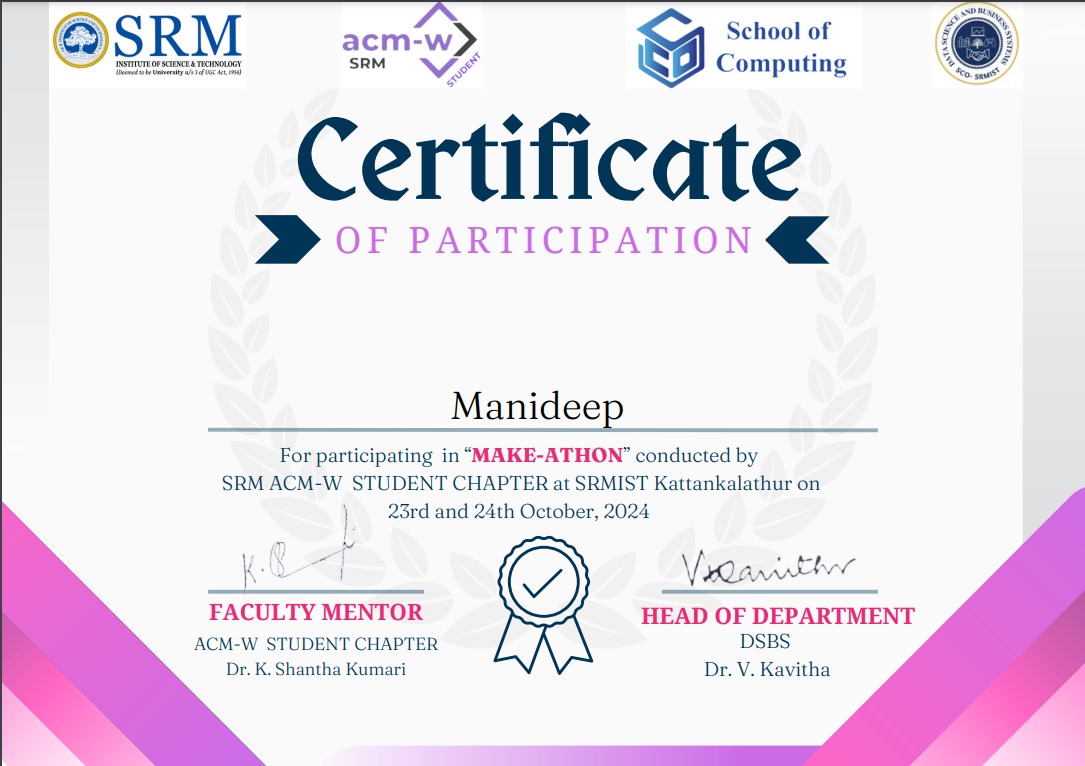 SRM
INSTITUTE OF SCIENCE & TECHNOLOGY
(Deemed to be University u/s 3 of UGC Act, 1956)
acm-w
SRM
STUDENT
School of
Computing
DATA SCIENCE AND BUSINESS SYSTEMS
SCO- SRMIST
Certificate
OF PARTICIPATION
Manideep
For participating in “MAKE-ATHON” conducted by
SRM ACM-W STUDENT CHAPTER at SRMIST Kattankalathur on
23rd and 24th October, 2024
FACULTY MENTOR
ACM-W STUDENT CHAPTER
Dr. K. Shantha Kumari
HEAD OF DEPARTMENT
DSBS
Dr. V. Kavitha